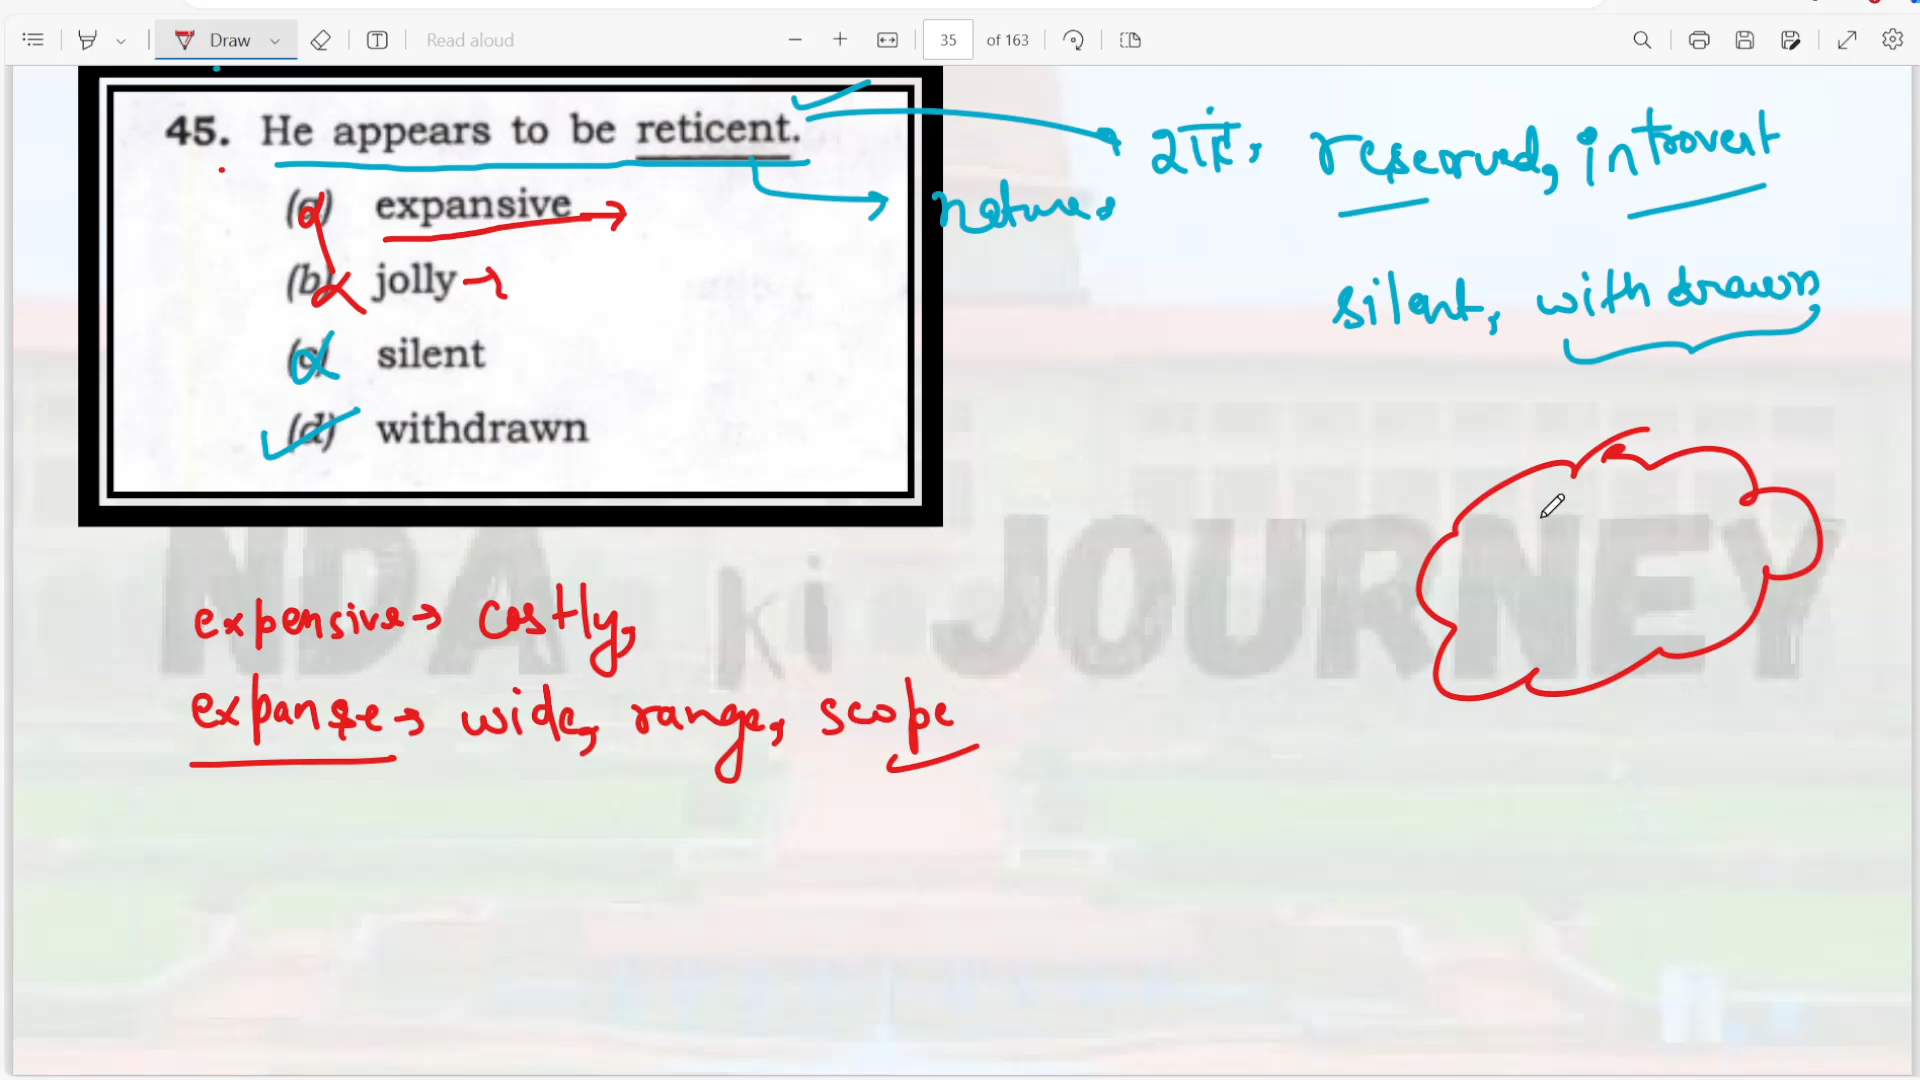 Draw
Read aloud
35 of 163
45. He appears to be reticent.
(a) expansive
(b) jolly
(c) silent
(d) withdrawn
reserved, introvert
nature.
silent, withdrawn
NDA ki JOURNEY
expensive → costly,
expanse → wide, range, scope